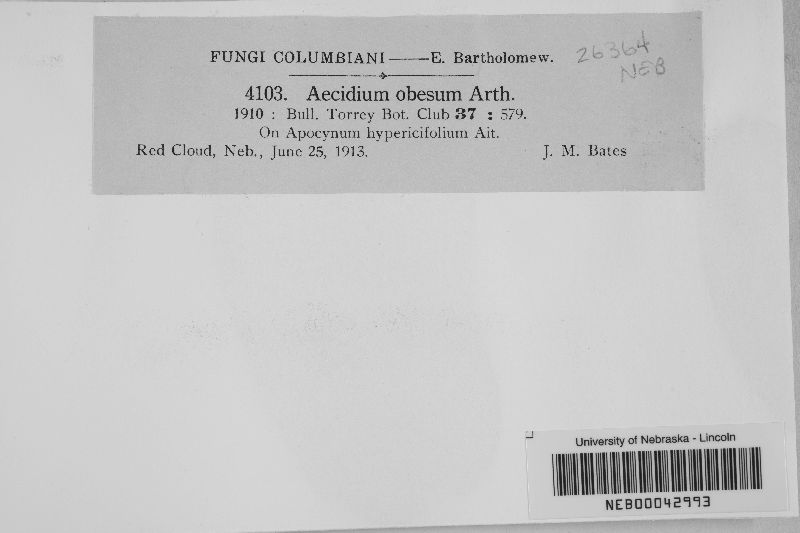 FUNGI COLUMBIANI——E. Bartholomew.
26364
NEB
4103. Aecidium obesum Arth.
1910 : Bull. Torrey Bot. Club 37 : 579.
On Apocynum hypericifolium Ait.
Red Cloud, Neb., June 25, 1913. J. M. Bates
University of Nebraska - Lincoln
NEB00042993